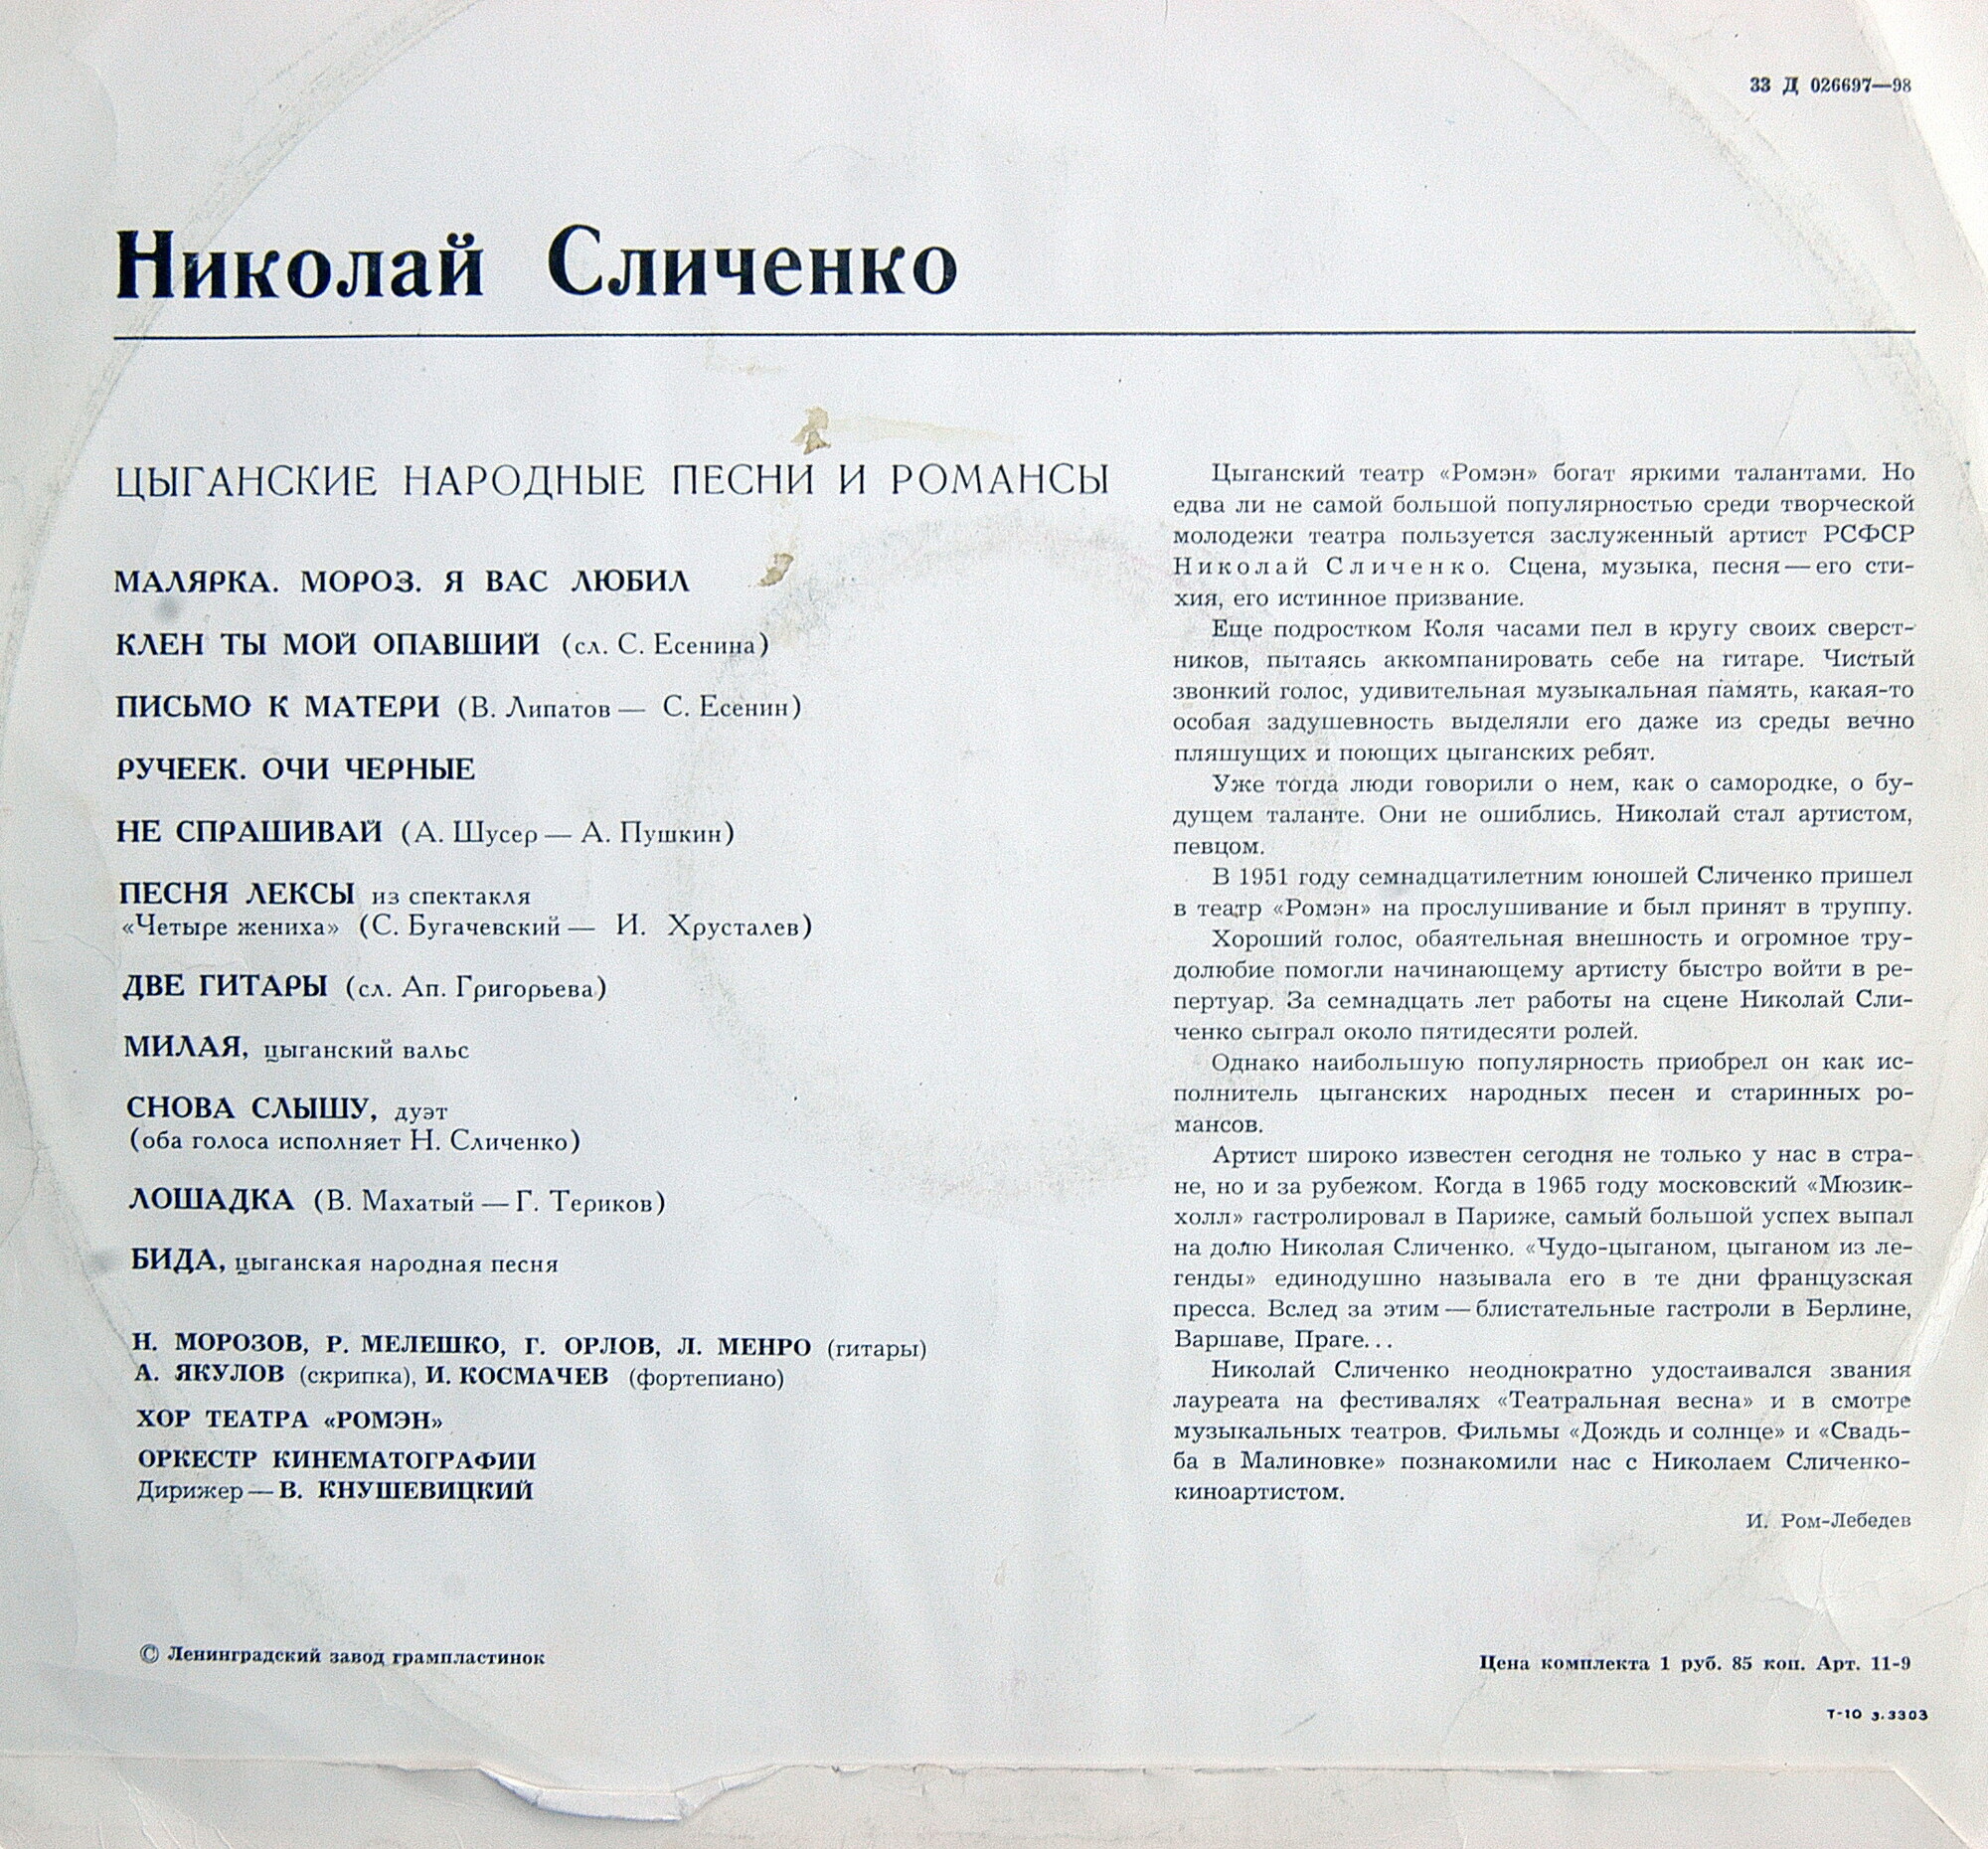 33 Д 026697—98
Николай Сличенко
ЦЫГАНСКИЕ НАРОДНЫЕ ПЕСНИ И РОМАНСЫ
МАЛЯРКА. МОРОЗ. Я ВАС ЛЮБИЛ
КЛЕН ТЫ МОЙ ОПАВШИЙ (сл. С. Есенина)
ПИСЬМО К МАТЕРИ (В. Липатов — С. Есенин)
РУЧЕЕК. ОЧИ ЧЕРНЫЕ
НЕ СПРАШИВАЙ (А. Шусер — А. Пушкин)
ПЕСНЯ ЛЕКСЫ из спектакля
«Четыре жениха» (С. Бугачевский — И. Хрусталев)
ДВЕ ГИТАРЫ (сл. Ап. Григорьева)
МИЛАЯ, цыганский вальс
СНОВА СЛЫШУ, дуэт
(оба голоса исполняет Н. Сличенко)
ЛОШАДКА (В. Махатый — Г. Териков)
БИДА, цыганская народная песня
Н. МОРОЗОВ, Р. МЕЛЕШКО, Г. ОРЛОВ, Л. МЕНРО (гитары)
А. ЯКУЛОВ (скрипка), И. КОСМАЧЕВ (фортепиано)
ХОР ТЕАТРА «РОМЭН»
ОРКЕСТР КИНЕМАТОГРАФИИ
Дирижер — В. КНУШЕВИЦКИЙ
Цыганский театр «Ромэн» богат яркими талантами. Но
едва ли не самой большой популярностью среди творческой
молодежи театра пользуется заслуженный артист РСФСР
Николай Сличенко. Сцена, музыка, песня — его сти-
хия, его истинное призвание.
Еще подростком Коля часами пел в кругу своих сверст-
ников, пытаясь аккомпанировать себе на гитаре. Чистый
звонкий голос, удивительная музыкальная память, какая-то
особая задушевность выделяли его даже из среды вечно
пляшущих и поющих цыганских ребят.
Уже тогда люди говорили о нем, как о самородке, о бу-
дущем таланте. Они не ошиблись. Николай стал артистом,
певцом.
В 1951 году семнадцатилетним юношей Сличенко пришел
в театр «Ромэн» на прослушивание и был принят в труппу.
Хороший голос, обаятельная внешность и огромное тру-
долюбие помогли начинающему артисту быстро войти в ре-
пертуар. За семнадцать лет работы на сцене Николай Сли-
ченко сыграл около пятидесяти ролей.
Однако наибольшую популярность приобрел он как ис-
полнитель цыганских народных песен и старинных ро-
мансов.
Артист широко известен сегодня не только у нас в стра-
не, но и за рубежом. Когда в 1965 году московский «Мюзик-
холл» гастролировал в Париже, самый большой успех выпал
на долю Николая Сличенко. «Чудо-цыганом, цыганом из ле-
генды» единодушно называла его в те дни французская
пресса. Вслед за этим — блистательные гастроли в Берлине,
Варшаве, Праге...
Николай Сличенко неоднократно удостаивался звания
лауреата на фестивалях «Театральная весна» и в смотре
музыкальных театров. Фильмы «Дождь и солнце» и «Свадь-
ба в Малиновке» познакомили нас с Николаем Сличенко-
киноартистом.
И. Ром-Лебедев
© Ленинградский завод грампластинок
Цена комплекта 1 руб. 85 коп. Арт. 11-9
Т-10 з.3303